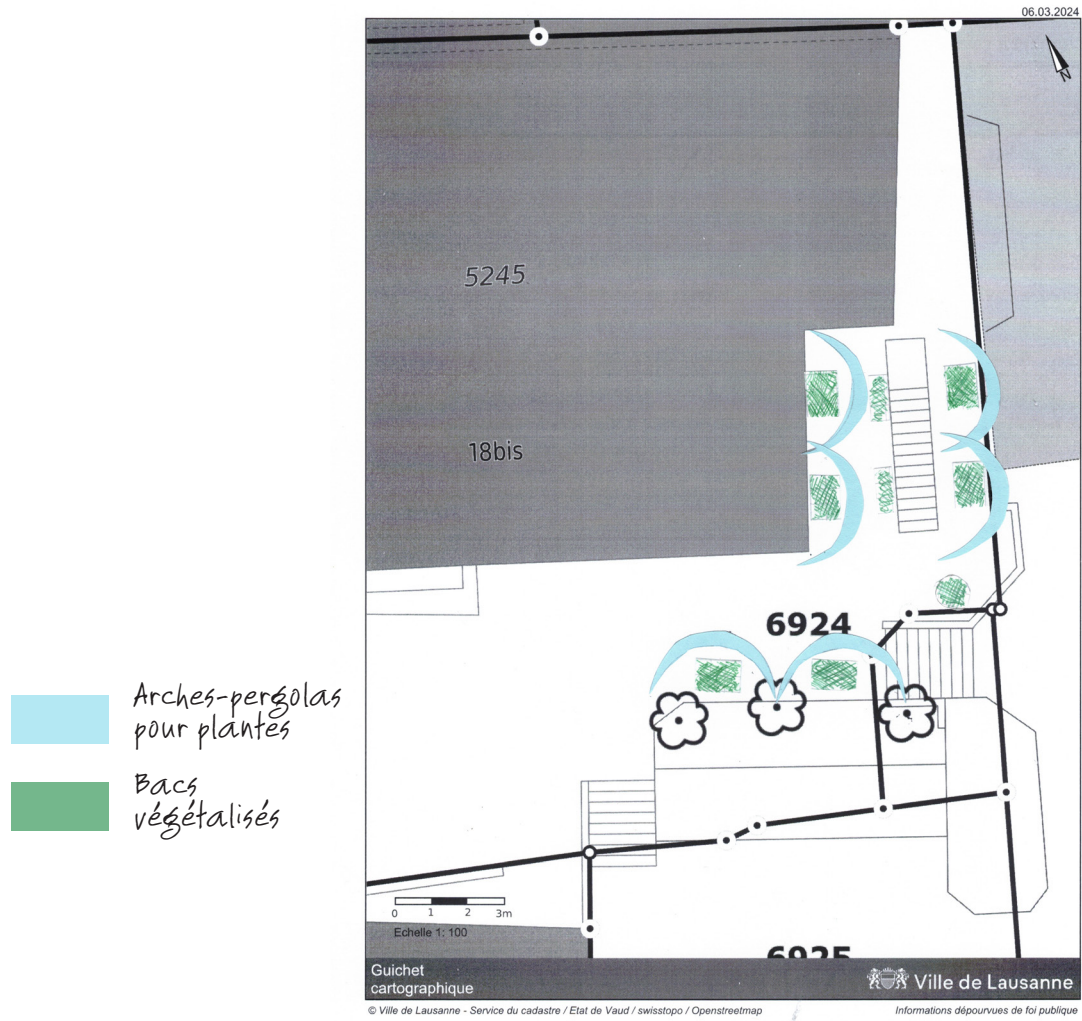 06.03.2024
N
5245
18bis
6924
Arches-pergolas
pour plantes
Bacs
végétalisés
0 1 2 3m
Echelle 1: 100
6925
Guichet
cartographique
Ville de Lausanne
© Ville de Lausanne - Service du cadastre / Etat de Vaud / swisstopo / Openstreetmap
Informations dépourvues de foi publique